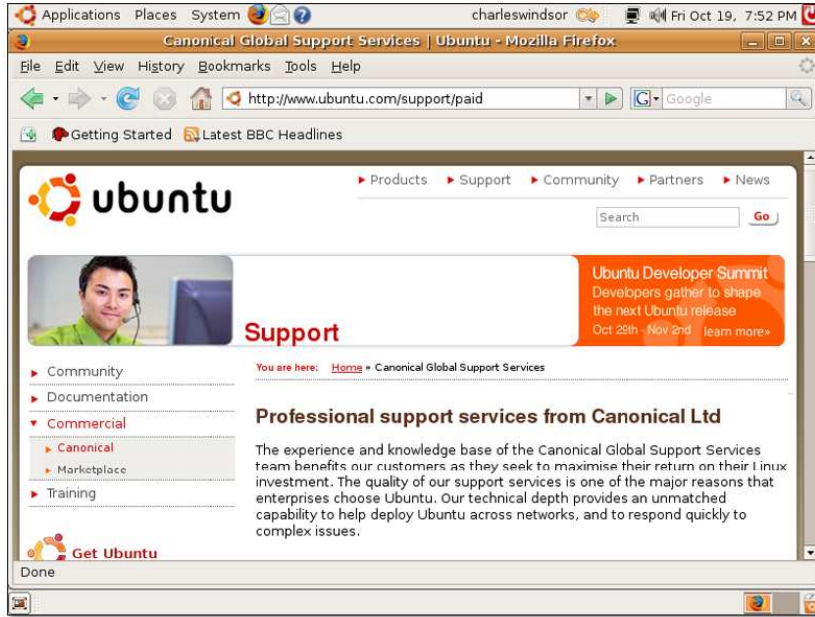 Applications Places System charleswindsor Fri Oct 19, 7:52 PM
Canonical Global Support Services | Ubuntu - Mozilla Firefox
File Edit View History Bookmarks Tools Help
http://www.ubuntu.com/support/paid G Google
Getting Started Latest BBC Headlines
ubuntu
Products Support Community Partners News
Search Go
Support
Ubuntu Developer Summit
Developers gather to shape
the next Ubuntu release
Oct 29th - Nov 2nd learn more»
Community
Documentation
Commercial
Canonical
Marketplace
Training
Get Ubuntu
You are here: Home » Canonical Global Support Services
Professional support services from Canonical Ltd
The experience and knowledge base of the Canonical Global Support Services
team benefits our customers as they seek to maximise their return on their Linux
investment. The quality of our support services is one of the major reasons that
enterprises choose Ubuntu. Our technical depth provides an unmatched
capability to help deploy Ubuntu across networks, and to respond quickly to
complex issues.
Done